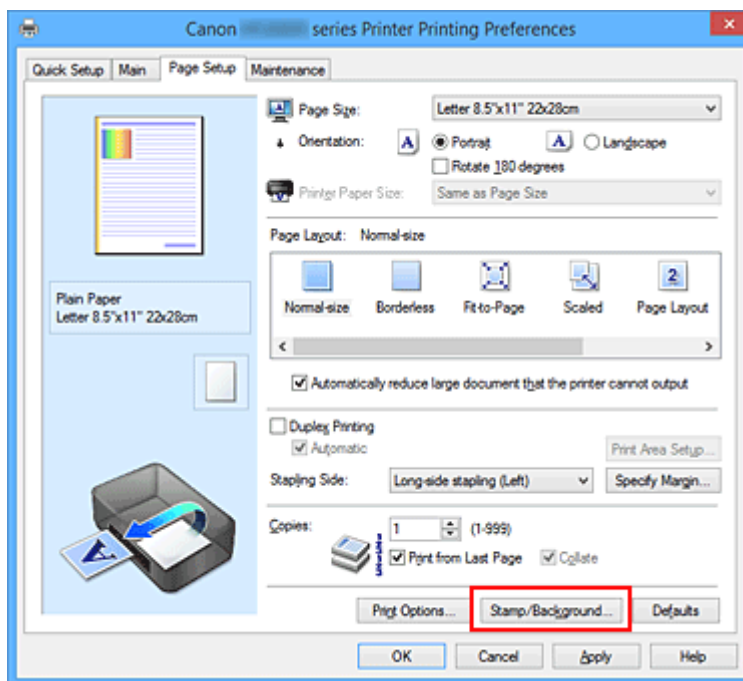 Canon series Printer Printing Preferences
Quick Setup Main Page Setup Maintenance
Page Size: Letter 8.5"x11" 22x28cm
Orientation: A Portrait A Landscape
Rotate 180 degrees
Printer Paper Size: Same as Page Size
Page Layout: Normal-size
2
Normal-size Borderless Fit-to-Page Scaled Page Layout
Plain Paper
Letter 8.5"x11" 22x28cm
Automatically reduce large document that the printer cannot output
Duplex Printing
Automatic Print Area Setup...
Stapling Side: Long-side stapling (Left) Specify Margin...
Copies: 1 (1-999)
Print from Last Page Collate
A
Print Options... Stamp/Background... Defaults
OK Cancel Apply Help